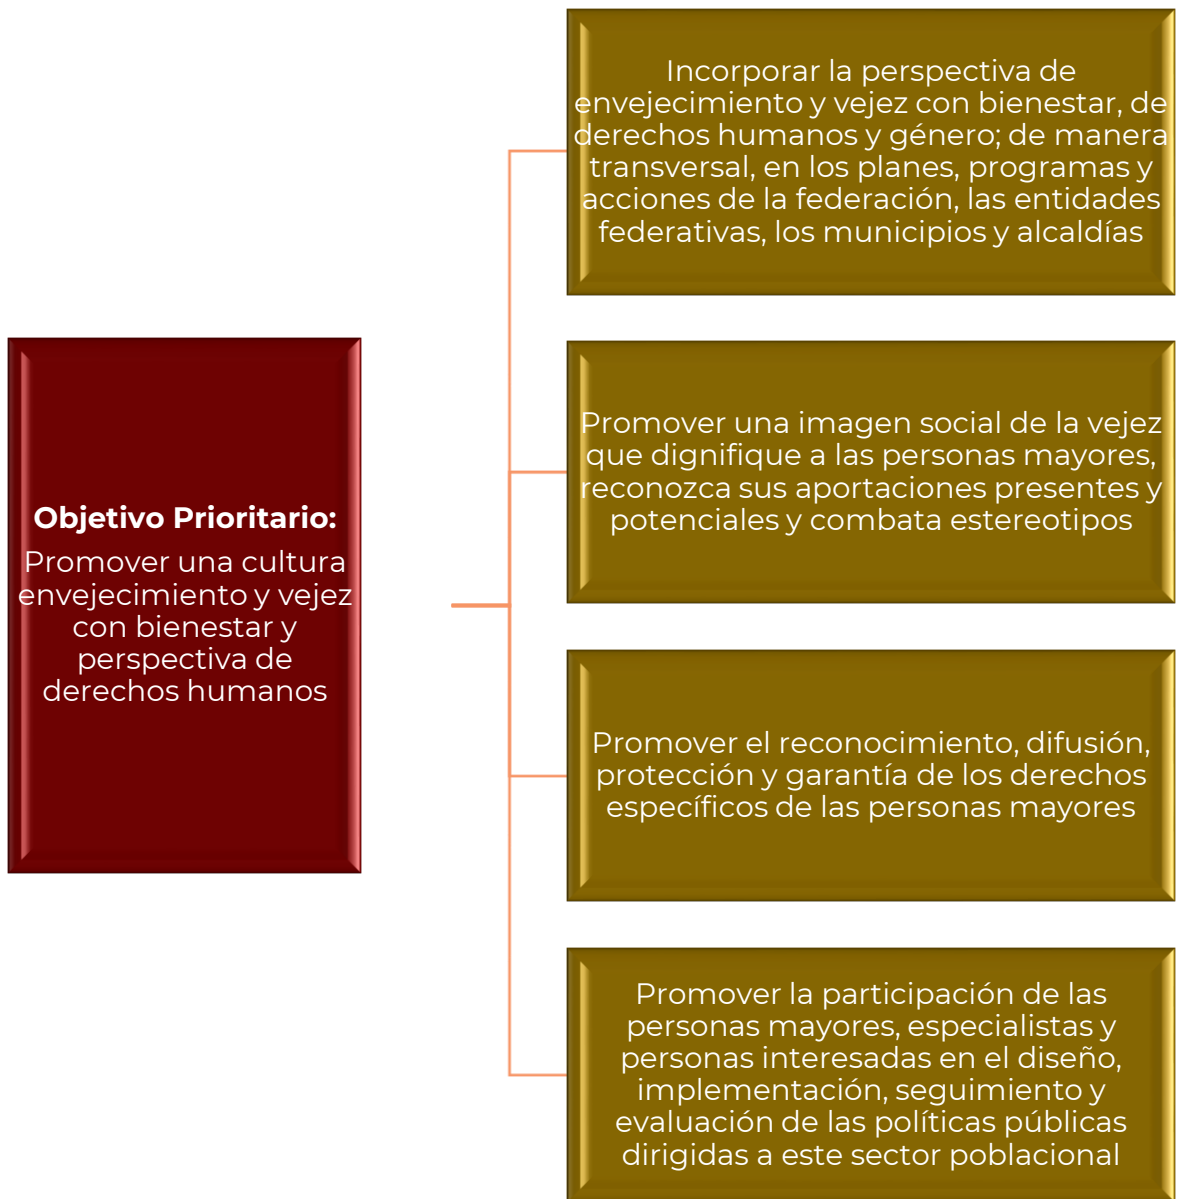 Objetivo Prioritario:
Promover una cultura
envejecimiento y vejez
con bienestar y
perspectiva de
derechos humanos
Incorporar la perspectiva de
envejecimiento y vejez con bienestar, de
derechos humanos y género; de manera
transversal, en los planes, programas y
acciones de la federación, las entidades
federativas, los municipios y alcaldías
Promover una imagen social de la vejez
que dignifique a las personas mayores,
reconozca sus aportaciones presentes y
potenciales y combata estereotipos
Promover el reconocimiento, difusión,
protección y garantía de los derechos
específicos de las personas mayores
Promover la participación de las
personas mayores, especialistas y
personas interesadas en el diseño,
implementación, seguimiento y
evaluación de las políticas públicas
dirigidas a este sector poblacional